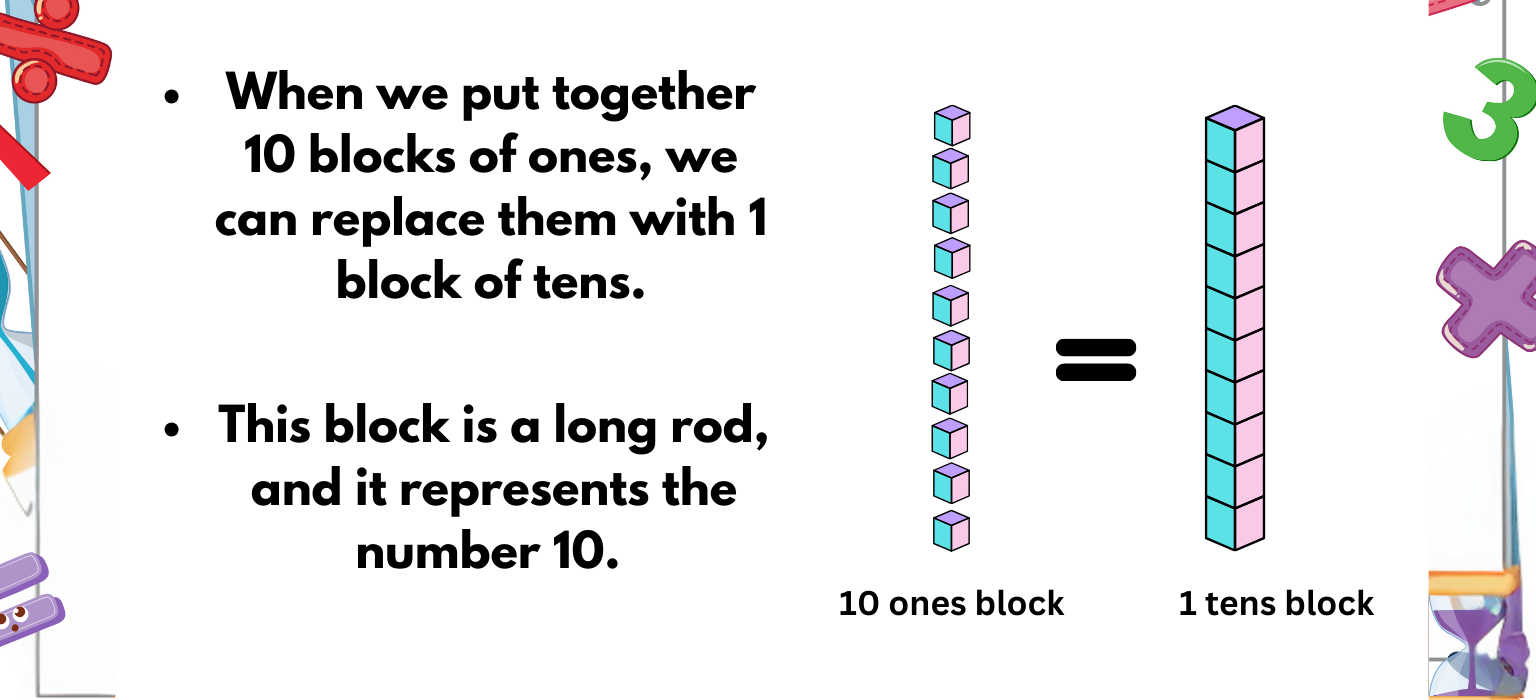 • When we put together
10 blocks of ones, we
can replace them with 1
block of tens.
• This block is a long rod,
and it represents the
number 10.
=
10 ones block
1 tens block
3